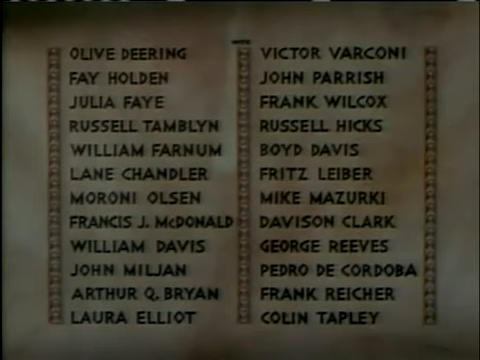 OLIVE DEERING
FAY HOLDEN
JULIA FAYE
RUSSELL TAMBLYN
WILLIAM FARNUM
LANE CHANDLER
MORONI OLSEN
FRANCIS J. McDONALD
WILLIAM DAVIS
JOHN MILJAN
ARTHUR Q. BRYAN
LAURA ELLIOT
VICTOR VARCONI
JOHN PARRISH
FRANK WILCOX
RUSSELL HICKS
BOYD DAVIS
FRITZ LEIBER
MIKE MAZURKI
DAVISON CLARK
GEORGE REEVES
PEDRO DE CORDOBA
FRANK REICHER
COLIN TAPLEY